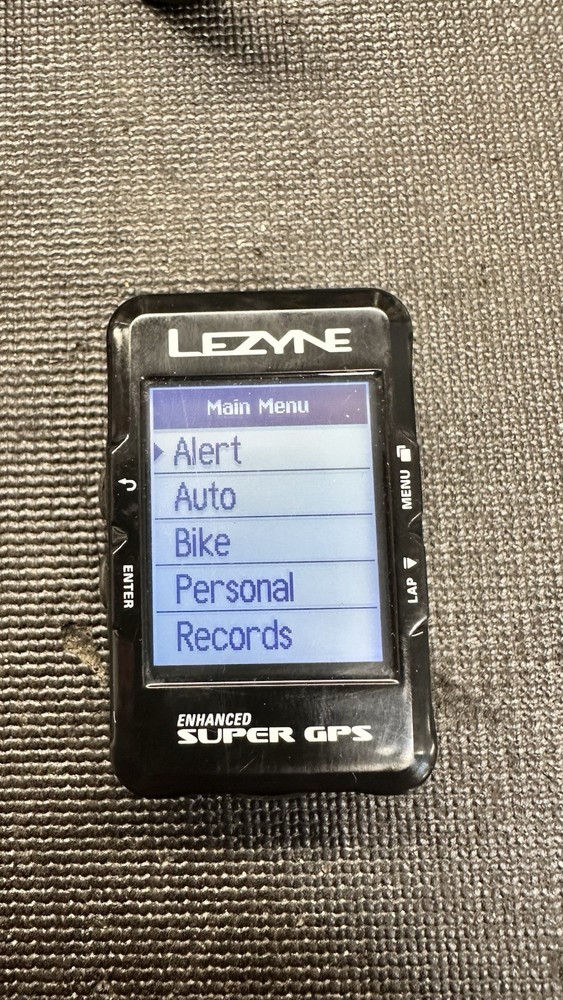 LEZYNE
Main Menu
Alert
Auto
Bike
Personal
Records
ENTER
MENU
LAP
ENHANCED
SUPER GPS